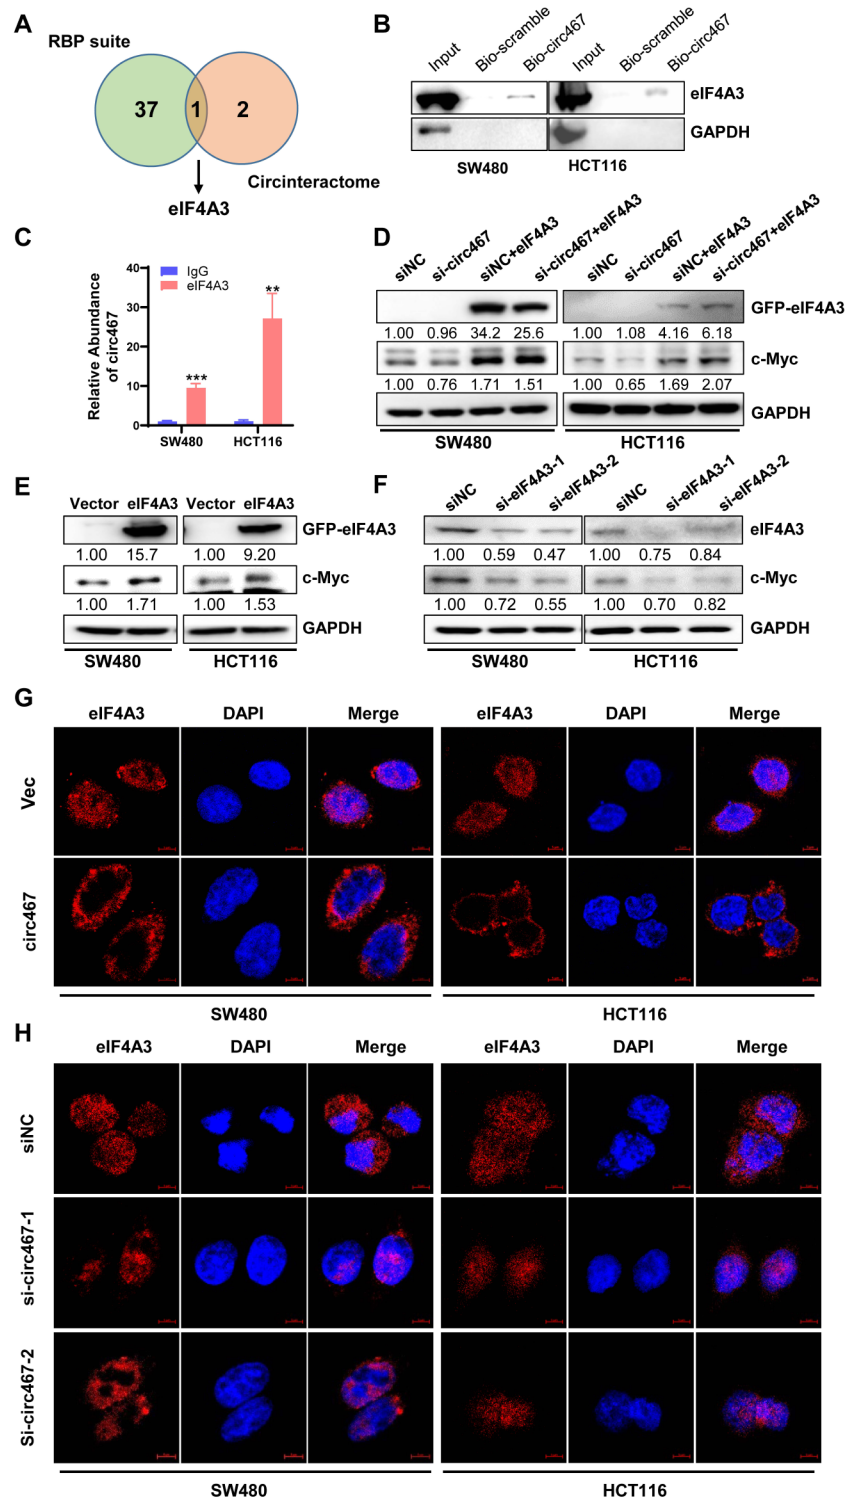 A
RBP suite
37
1
2
Circinteractome
eIF4A3
B
Input
Bio-scramble
Bio-circ467
Input
Bio-scramble
Bio-circ467
eIF4A3
GAPDH
SW480
HCT116
C
IgG
eIF4A3
Relative Abundance
of circ467
40
30
20
10
0
***
**
SW480
HCT116
D
siNC
si-circ467
siNC+eIF4A3
si-circ467+eIF4A3
siNC
si-circ467
siNC+eIF4A3
si-circ467+eIF4A3
GFP-eIF4A3
1.00 0.96 34.2 25.6 1.00 1.08 4.16 6.18
c-Myc
1.00 0.76 1.71 1.51 1.00 0.65 1.69 2.07
GAPDH
SW480
HCT116
E
Vector eIF4A3 Vector eIF4A3
GFP-eIF4A3
1.00 15.7 1.00 9.20
c-Myc
1.00 1.71 1.00 1.53
GAPDH
SW480
HCT116
F
siNC
si-eIF4A3-1
si-eIF4A3-2
siNC
si-eIF4A3-1
si-eIF4A3-2
eIF4A3
1.00 0.59 0.47 1.00 0.75 0.84
c-Myc
1.00 0.72 0.55 1.00 0.70 0.82
GAPDH
SW480
HCT116
G
eIF4A3 DAPI Merge eIF4A3 DAPI Merge
Vec
circ467
SW480
HCT116
H
eIF4A3 DAPI Merge eIF4A3 DAPI Merge
siNC
si-circ467-1
Si-circ467-2
SW480
HCT116